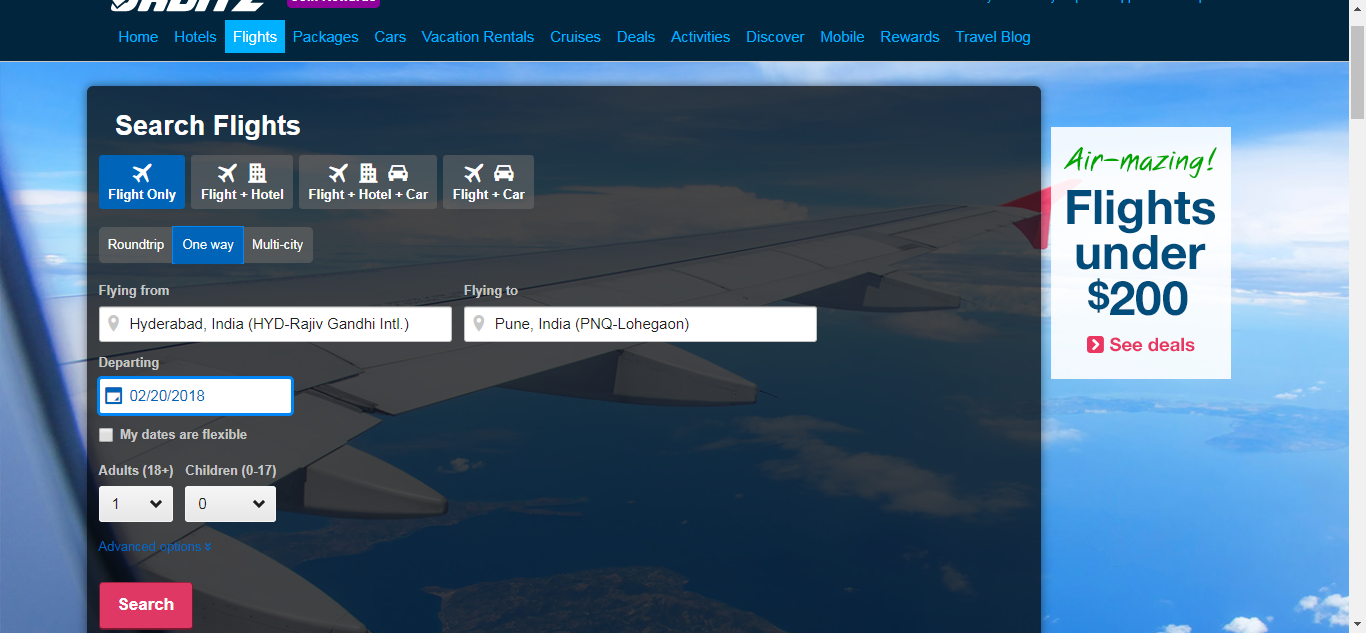 ORBITZ
Join Rewards
Home Hotels Flights Packages Cars Vacation Rentals Cruises Deals Activities Discover Mobile Rewards Travel Blog
Search Flights
Flight Only Flight + Hotel Flight + Hotel + Car Flight + Car
Roundtrip One way Multi-city
Flying from Flying to
Hyderabad, India (HYD-Rajiv Gandhi Intl.) Pune, India (PNQ-Lohegaon)
Departing
02/20/2018
My dates are flexible
Adults (18+) Children (0-17)
1 0
Advanced options
Search
Air-mazing!
Flights
under
$200
See deals